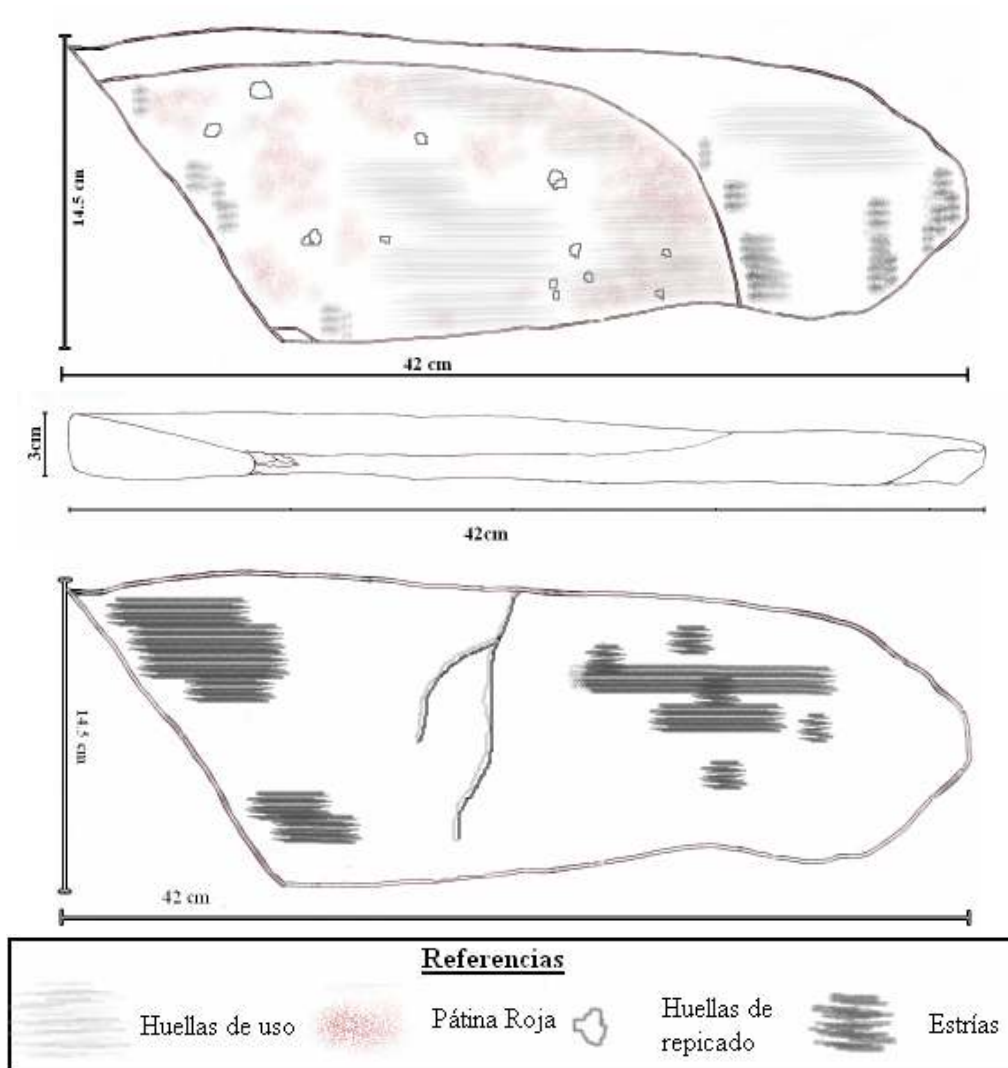 14.5 cm
42 cm
3cm
42cm
14.5 cm
42 cm
Referencias
Huellas de uso
Pátina Roja
Huellas de
repicado
Estrías